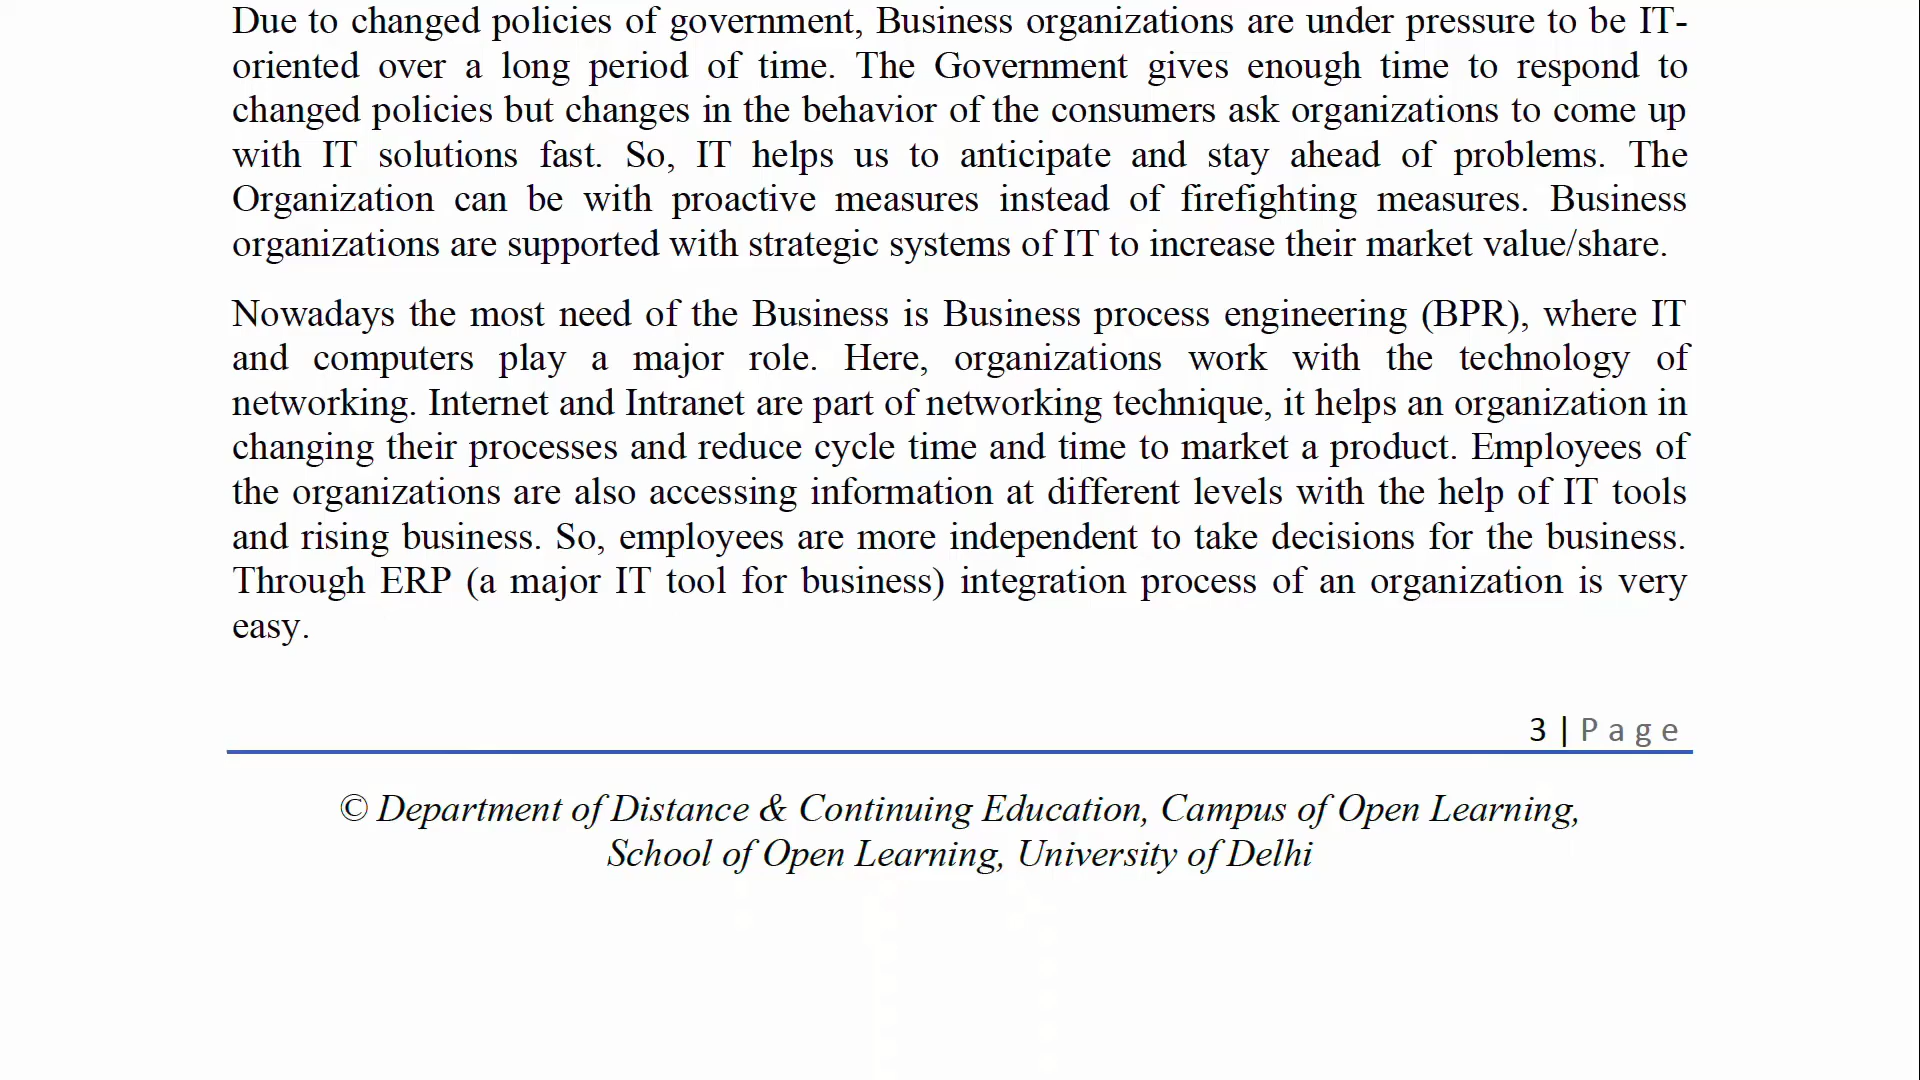 Due to changed policies of government, Business organizations are under pressure to be IT-
oriented over a long period of time. The Government gives enough time to respond to
changed policies but changes in the behavior of the consumers ask organizations to come up
with IT solutions fast. So, IT helps us to anticipate and stay ahead of problems. The
Organization can be with proactive measures instead of firefighting measures. Business
organizations are supported with strategic systems of IT to increase their market value/share.
Nowadays the most need of the Business is Business process engineering (BPR), where IT
and computers play a major role. Here, organizations work with the technology of
networking. Internet and Intranet are part of networking technique, it helps an organization in
changing their processes and reduce cycle time and time to market a product. Employees of
the organizations are also accessing information at different levels with the help of IT tools
and rising business. So, employees are more independent to take decisions for the business.
Through ERP (a major IT tool for business) integration process of an organization is very
easy.
3 | Page
© Department of Distance & Continuing Education, Campus of Open Learning,
School of Open Learning, University of Delhi